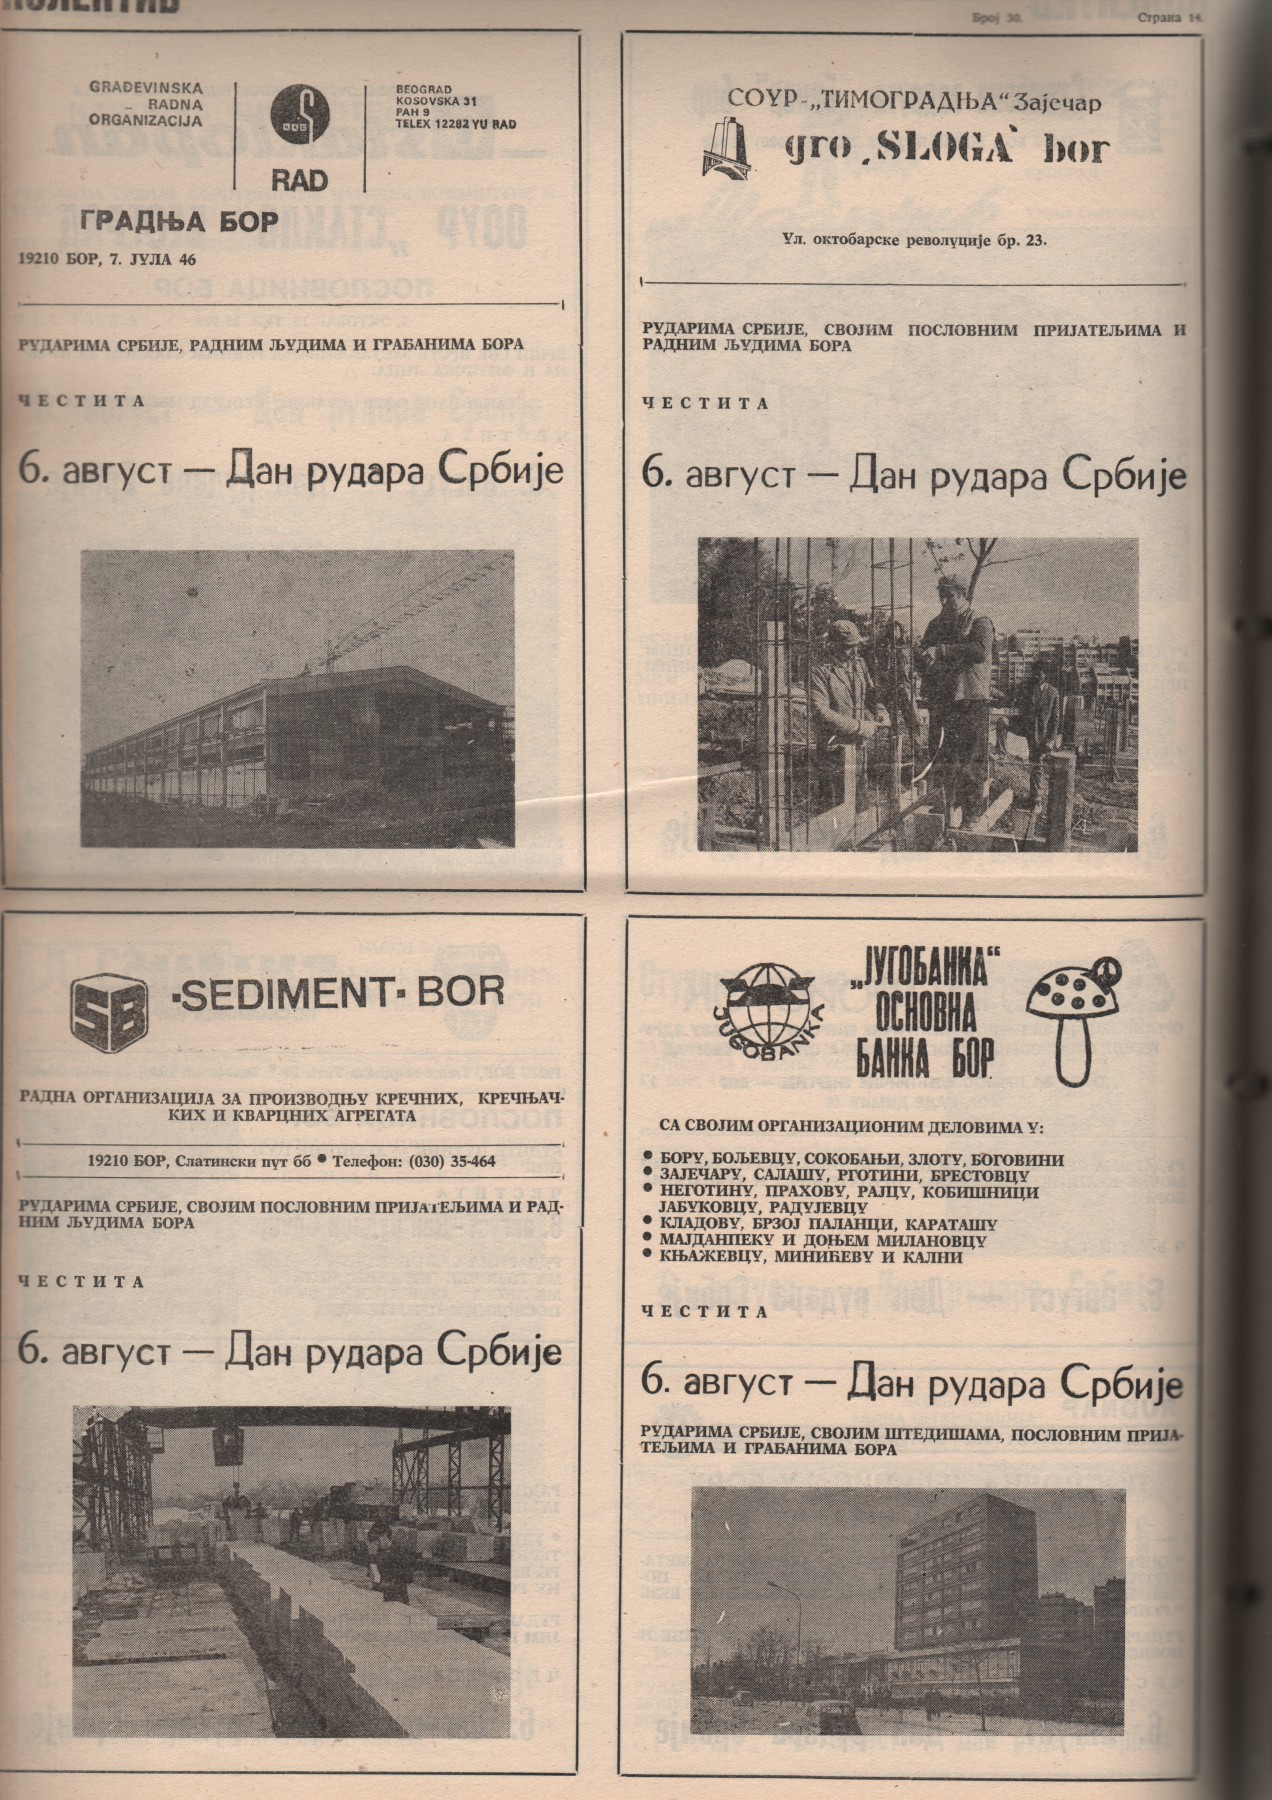 Број 30.
Страна 14.
GRAĐEVINSKA
RADNA
ORGANIZACIJA
RAD
BEOGRAD
KOSOVSKA 31
PAH 9
TELEX 12282 YU RAD
ГРАДЊА БОР
19210 БОР, 7. ЈУЛА 46
РУДАРИМА СРБИЈЕ, РАДНИМ ЉУДИМА И ГРАЂАНИМА БОРА
ЧЕСТИТА
6. август — Дан рудара Србије
СОУР-„ТИМОГРАДЊА“ Зајечар
gro „SLOGA“ bor
Ул. октобарске револуције бр. 23.
РУДАРИМА СРБИЈЕ, СВОЈИМ ПОСЛОВНИМ ПРИЈАТЕЉИМА И
РАДНИМ ЉУДИМА БОРА
ЧЕСТИТА
6. август — Дан рудара Србије
SB
·SEDIMENT· BOR
РАДНА ОРГАНИЗАЦИЈА ЗА ПРОИЗВОДЊУ КРЕЧНИХ, КРЕЧЊАЧ-
КИХ И КВАРЦНИХ АГРЕГАТА
19210 БОР, Слатински пут бб ● Телефон: (030) 35-464
РУДАРИМА СРБИЈЕ, СВОЈИМ ПОСЛОВНИМ ПРИЈАТЕЉИМА И РАД-
НИМ ЉУДИМА БОРА
ЧЕСТИТА
6. август — Дан рудара Србије
JUGOBANKA
„ЈУГОБАНКА“
ОСНОВНА
БАНКА БОР
СА СВОЈИМ ОРГАНИЗАЦИОНИМ ДЕЛОВИМА У:
● БОРУ, БОЉЕВЦУ, СОКОБАЊИ, ЗЛОТУ, БОГОВИНИ
● ЗАЈЕЧАРУ, САЛАШУ, РГОТИНИ, БРЕСТОВЦУ
● НЕГОТИНУ, ПРАХОВУ, РАЈЦУ, КОБИШНИЦИ
ЈАБУКОВЦУ, РАДУЈЕВЦУ
● КЛАДОВУ, БРЗОЈ ПАЛАНЦИ, КАРАТАШУ
● МАЈДАНПЕКУ И ДОЊЕМ МИЛАНОВЦУ
● КЊАЖЕВЦУ, МИНИЋЕВУ И КАЛНИ
ЧЕСТИТА
6. август — Дан рудара Србије
РУДАРИМА СРБИЈЕ, СВОЈИМ ШТЕДИШАМА, ПОСЛОВНИМ ПРИЈА-
ТЕЉИМА И ГРАЂАНИМА БОРА